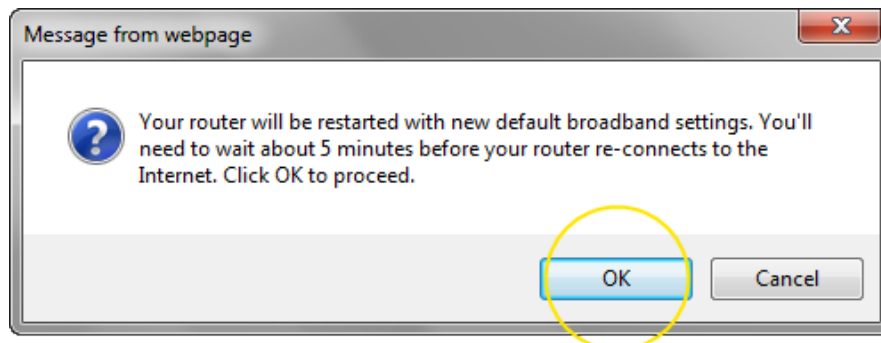 Message from webpage
Your router will be restarted with new default broadband settings. You'll
need to wait about 5 minutes before your router re-connects to the
Internet. Click OK to proceed.
OK
Cancel